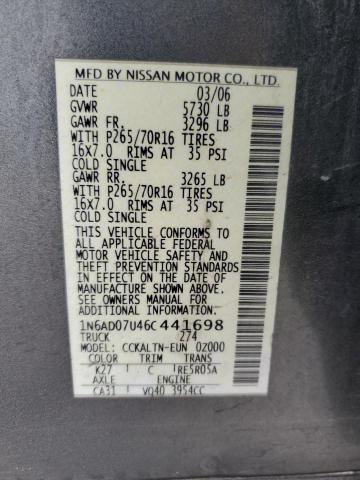 MFD BY NISSAN MOTOR CO., LTD.
DATE 03/06
GVWR 5730 LB
GAWR FR. 3296 LB
WITH P265/70R16 TIRES
16X7.0 RIMS AT 35 PSI
COLD SINGLE
GAWR RR. 3265 LB
WITH P265/70R16 TIRES
16X7.0 RIMS AT 35 PSI
COLD SINGLE
THIS VEHICLE CONFORMS TO
ALL APPLICABLE FEDERAL
MOTOR VEHICLE SAFETY AND
THEFT PREVENTION STANDARDS
IN EFFECT ON THE DATE OF
MANUFACTURE SHOWN ABOVE.
SEE OWNERS MANUAL FOR
ADDITIONAL INFORMATION.
1N6AD07U46C441698
TRUCK 274
MODEL: CCKALTN-EUN 02000
COLOR TRIM TRANS
K27 C RE5R05A
AXLE ENGINE
CA31 VQ40 3954CC